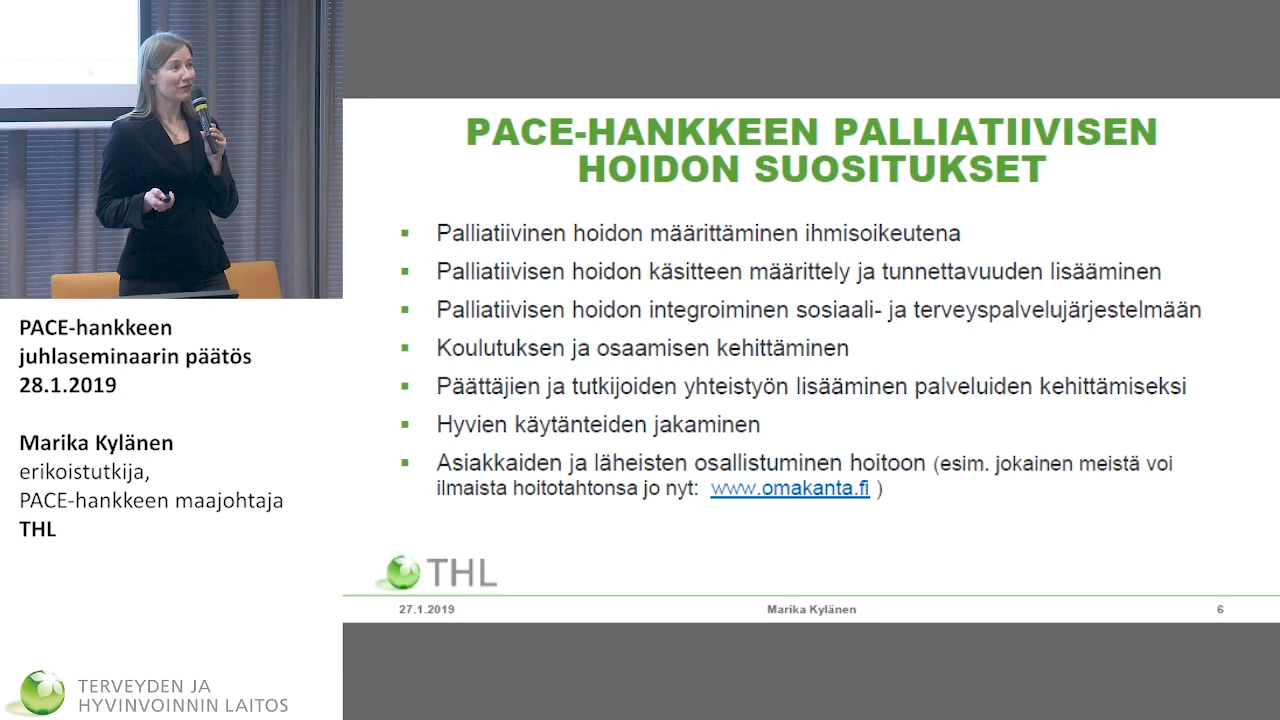 PACE-hankkeen
juhlaseminaarin päätös
28.1.2019
Marika Kylänen
erikoistutkija,
PACE-hankkeen maajohtaja
THL
TERVEYDEN JA
HYVINVOINNIN LAITOS
PACE-HANKKEEN PALLIATIIVISEN
HOIDON SUOSITUKSET
▪ Palliatiivinen hoidon määrittäminen ihmisoikeutena
▪ Palliatiivisen hoidon käsitteen määrittely ja tunnettavuuden lisääminen
▪ Palliatiivisen hoidon integroiminen sosiaali- ja terveyspalvelujärjestelmään
▪ Koulutuksen ja osaamisen kehittäminen
▪ Päättäjien ja tutkijoiden yhteistyön lisääminen palveluiden kehittämiseksi
▪ Hyvien käytänteiden jakaminen
▪ Asiakkaiden ja läheisten osallistuminen hoitoon (esim. jokainen meistä voi
ilmaista hoitotahtonsa jo nyt: www.omakanta.fi )
THL
27.1.2019 Marika Kylänen 6